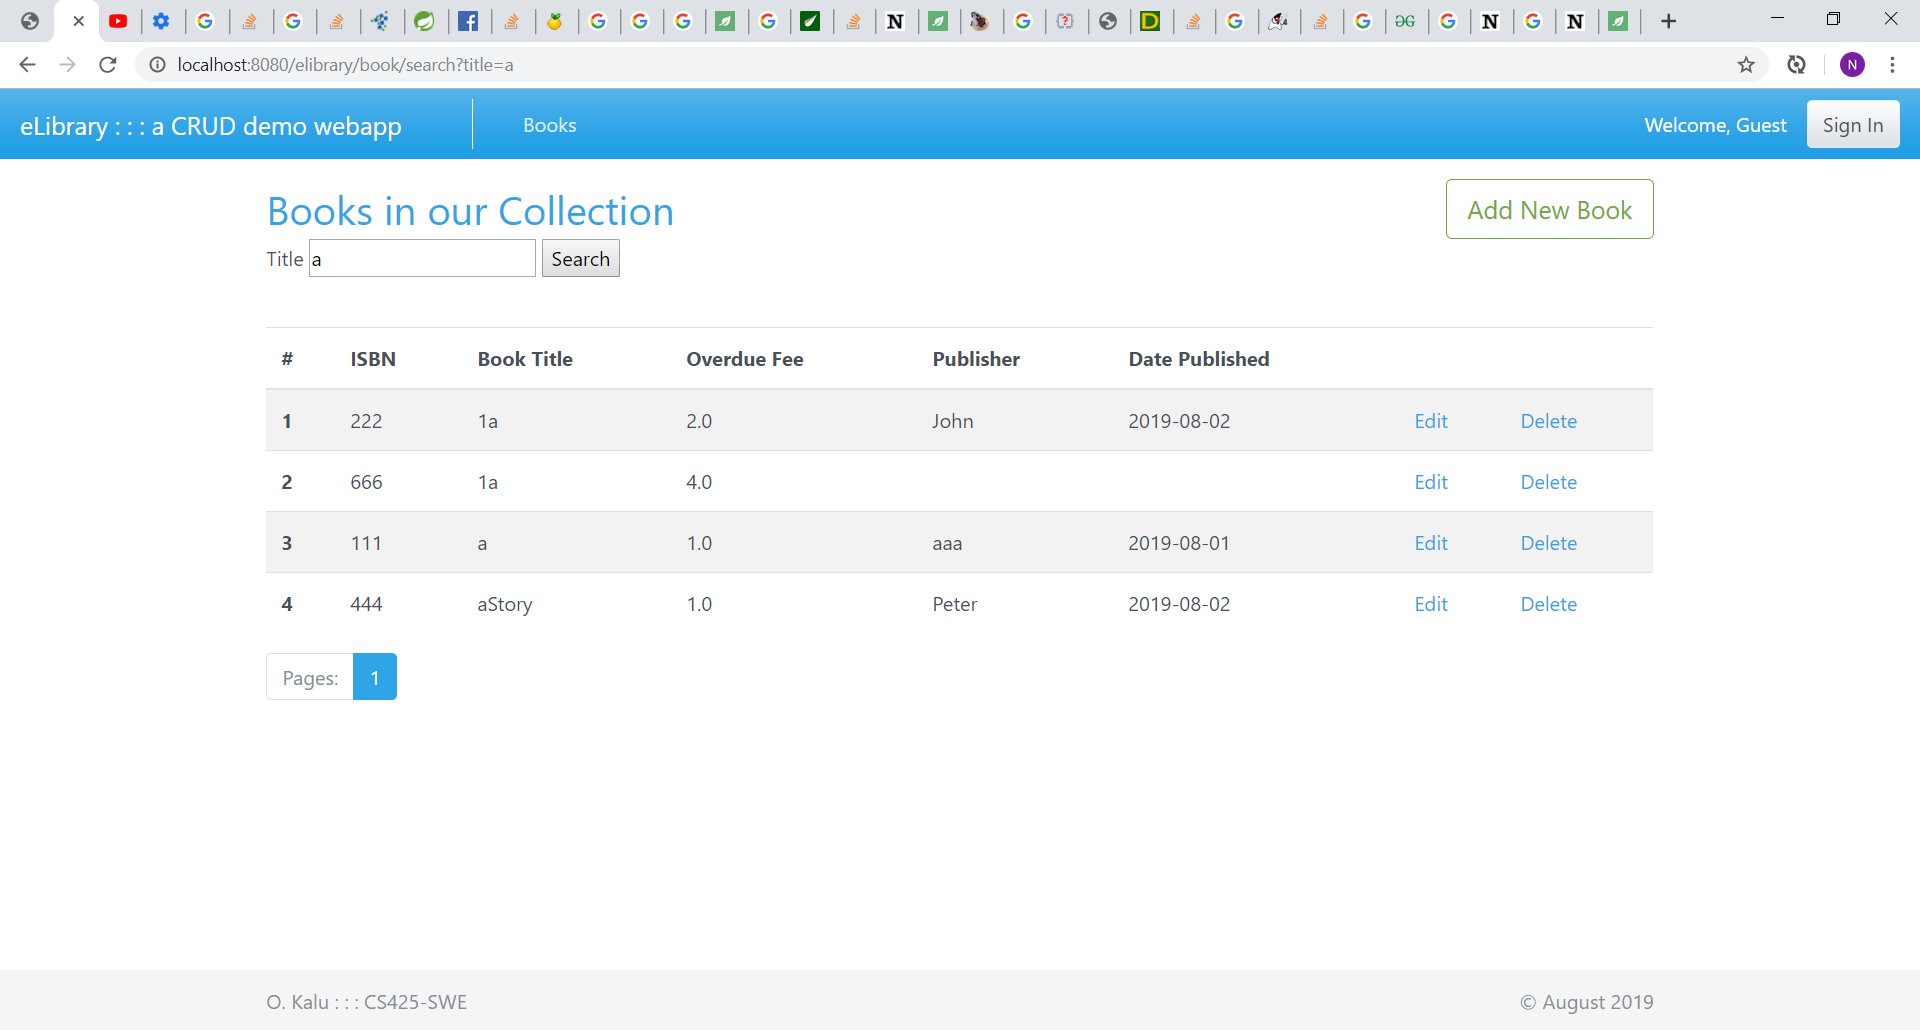 localhost:8080/elibrary/book/search?title=a
N
eLibrary : : : a CRUD demo webapp
Books
Welcome, Guest
Sign In
Books in our Collection
Add New Book
Title a Search
# ISBN Book Title Overdue Fee Publisher Date Published
1 222 1a 2.0 John 2019-08-02 Edit Delete
2 666 1a 4.0 Edit Delete
3 111 a 1.0 aaa 2019-08-01 Edit Delete
4 444 aStory 1.0 Peter 2019-08-02 Edit Delete
Pages: 1
O. Kalu : : : CS425-SWE
© August 2019